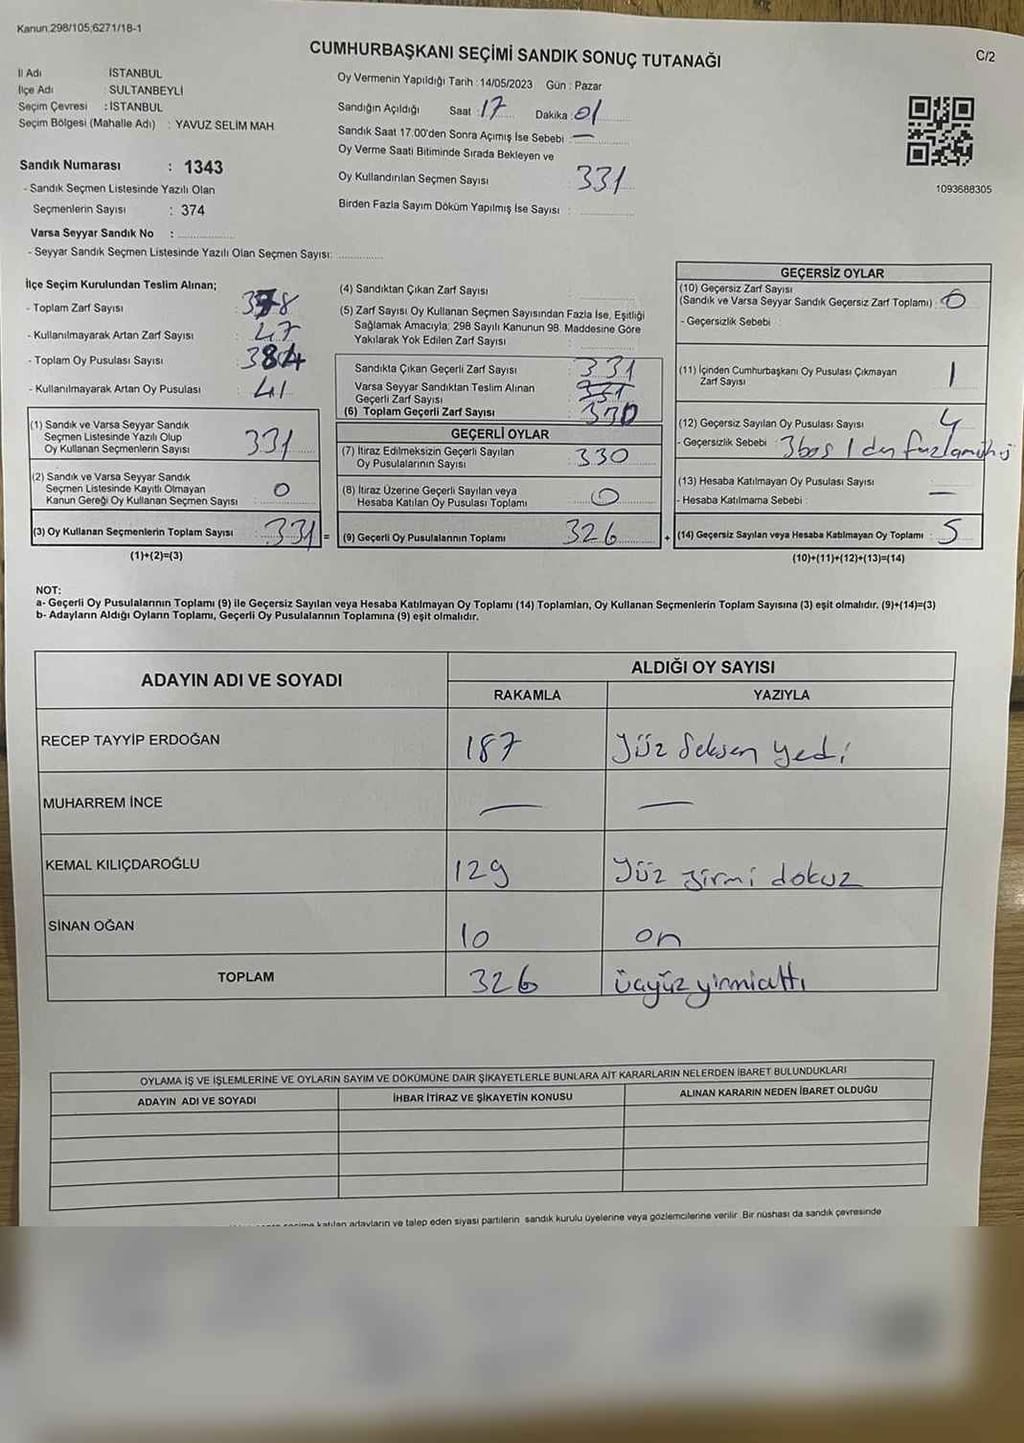 Kanun,298/105,6271/18-1
CUMHURBAŞKANI SEÇİMİ SANDIK SONUÇ TUTANAĞI
C/2
İl Adı İSTANBUL
İlçe Adı : SULTANBEYLİ
Seçim Çevresi : İSTANBUL
Seçim Bölgesi (Mahalle Adı) : YAVUZ SELİM MAH.
Sandık Numarası : 1343
- Sandık Seçmen Listesinde Yazılı Olan
Seçmenlerin Sayısı : 374
Varsa Seyyar Sandık No :
- Seyyar Sandık Seçmen Listesinde Yazılı Olan Seçmen Sayısı:
Oy Vermenin Yapıldığı Tarih : 14/05/2023 Gün : Pazar
Sandığın Açıldığı Saat : 17 Dakika : 01
Sandık Saat 17.00'den Sonra Açımış İse Sebebi : —
Oy Verme Saati Bitiminde Sırada Bekleyen ve
Oy Kullandırılan Seçmen Sayısı 331
Birden Fazla Sayım Döküm Yapılmış İse Sayısı :
1093688305
İlçe Seçim Kurulundan Teslim Alınan;
- Toplam Zarf Sayısı : 378
- Kullanılmayarak Artan Zarf Sayısı : 47
- Toplam Oy Pusulası Sayısı : 384
- Kullanılmayarak Artan Oy Pusulası : 41
(1) Sandık ve Varsa Seyyar Sandık
Seçmen Listesinde Yazılı Olup
Oy Kullanan Seçmenlerin Sayısı 331
(2) Sandık ve Varsa Seyyar Sandık
Seçmen Listesinde Kayıtlı Olmayan
Kanun Gereği Oy Kullanan Seçmen Sayısı 0
(3) Oy Kullanan Seçmenlerin Toplam Sayısı 331 =
(1)+(2)=(3)
(4) Sandıktan Çıkan Zarf Sayısı :
(5) Zarf Sayısı Oy Kullanan Seçmen Sayısından Fazla İse, Eşitliği
Sağlamak Amacıyla; 298 Sayılı Kanunun 98. Maddesine Göre
Yakılarak Yok Edilen Zarf Sayısı :
Sandıkta Çıkan Geçerli Zarf Sayısı : 331
Varsa Seyyar Sandıktan Teslim Alınan
Geçerli Zarf Sayısı
(6) Toplam Geçerli Zarf Sayısı
GEÇERLİ OYLAR
(7) İtiraz Edilmeksizin Geçerli Sayılan
Oy Pusulalarının Sayısı : 330
(8) İtiraz Üzerine Geçerli Sayılan veya
Hesaba Katılan Oy Pusulası Toplamı 0
(9) Geçerli Oy Pusulalarının Toplamı 326 +
GEÇERSİZ OYLAR
(10) Geçersiz Zarf Sayısı
(Sandık ve Varsa Seyyar Sandık Geçersiz Zarf Toplamı) : 0
- Geçersizlik Sebebi :
(11) İçinden Cumhurbaşkanı Oy Pusulası Çıkmayan
Zarf Sayısı 1
(12) Geçersiz Sayılan Oy Pusulası Sayısı : 4
- Geçersizlik Sebebi : 3 boş 1 den fazla mühü
(13) Hesaba Katılmayan Oy Pusulası Sayısı : —
- Hesaba Katılmama Sebebi :
(14) Geçersiz Sayılan veya Hesaba Katılmayan Oy Toplamı : 5
(10)+(11)+(12)+(13)=(14)
NOT:
a- Geçerli Oy Pusulalarının Toplamı (9) ile Geçersiz Sayılan veya Hesaba Katılmayan Oy Toplamı (14) Toplamları, Oy Kullanan Seçmenlerin Toplam Sayısına (3) eşit olmalıdır. (9)+(14)=(3)
b- Adayların Aldığı Oyların Toplamı, Geçerli Oy Pusulalarının Toplamına (9) eşit olmalıdır.
ADAYIN ADI VE SOYADI ALDIĞI OY SAYISI
RAKAMLA YAZIYLA
RECEP TAYYİP ERDOĞAN 187 Yüz Seksen yedi
MUHARREM İNCE — —
KEMAL KILIÇDAROĞLU 129 Yüz yirmi dokuz
SİNAN OĞAN 10 on
TOPLAM 326 üçyüz yirmialtı
OYLAMA İŞ VE İŞLEMLERİNE VE OYLARIN SAYIM VE DÖKÜMÜNE DAİR ŞİKAYETLERLE BUNLARA AİT KARARLARIN NELERDEN İBARET BULUNDUKLARI
ADAYIN ADI VE SOYADI İHBAR İTİRAZ VE ŞİKAYETİN KONUSU ALINAN KARARIN NEDEN İBARET OLDUĞU
seçime katılan adayların ve talep eden siyasi partilerin sandık kurulu üyelerine veya gözlemcilerine verilir. Bir nüshası da sandık çevresinde